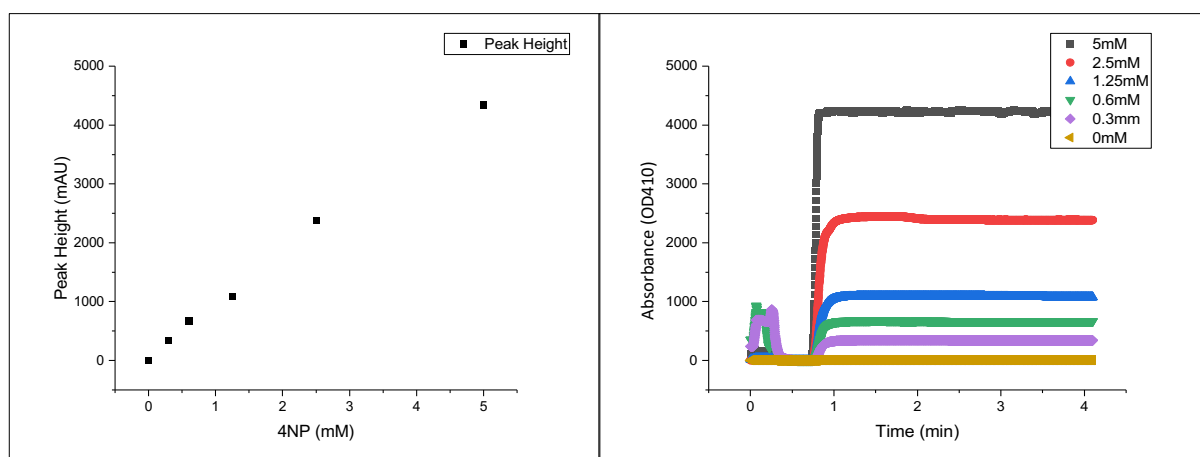 Peak Height
5000
4000
3000
2000
1000
0
Peak Height (mAU)
0 1 2 3 4 5
4NP (mM)
5mM
2.5mM
1.25mM
0.6mM
0.3mm
0mM
5000
4000
3000
2000
1000
0
Absorbance (OD410)
0 1 2 3 4
Time (min)